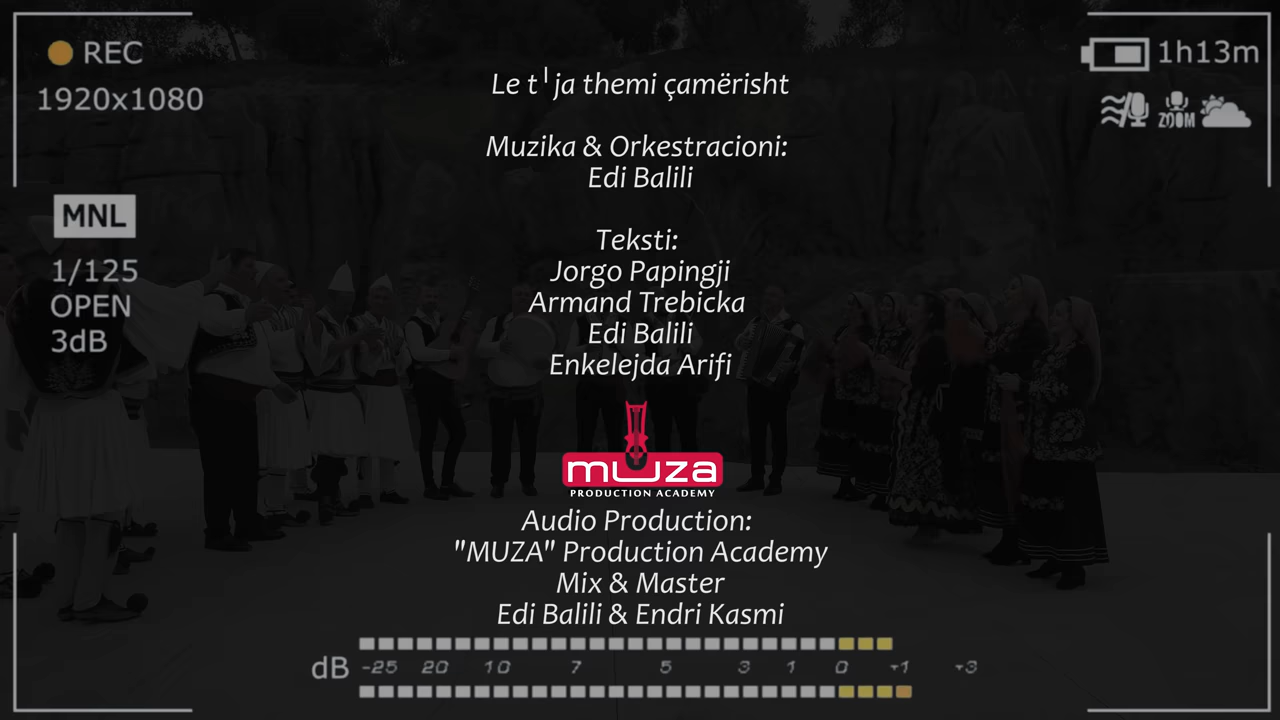 REC
1920x1080
1h13m
ZOOM
MNL
1/125
OPEN
3dB
Le t'ja themi çamërisht
Muzika & Orkestracioni:
Edi Balili
Teksti:
Jorgo Papingji
Armand Trebicka
Edi Balili
Enkelejda Arifi
muza
PRODUCTION ACADEMY
Audio Production:
"MUZA" Production Academy
Mix & Master
Edi Balili & Endri Kasmi
dB -25 20 10 7 5 3 1 0 +1 +3